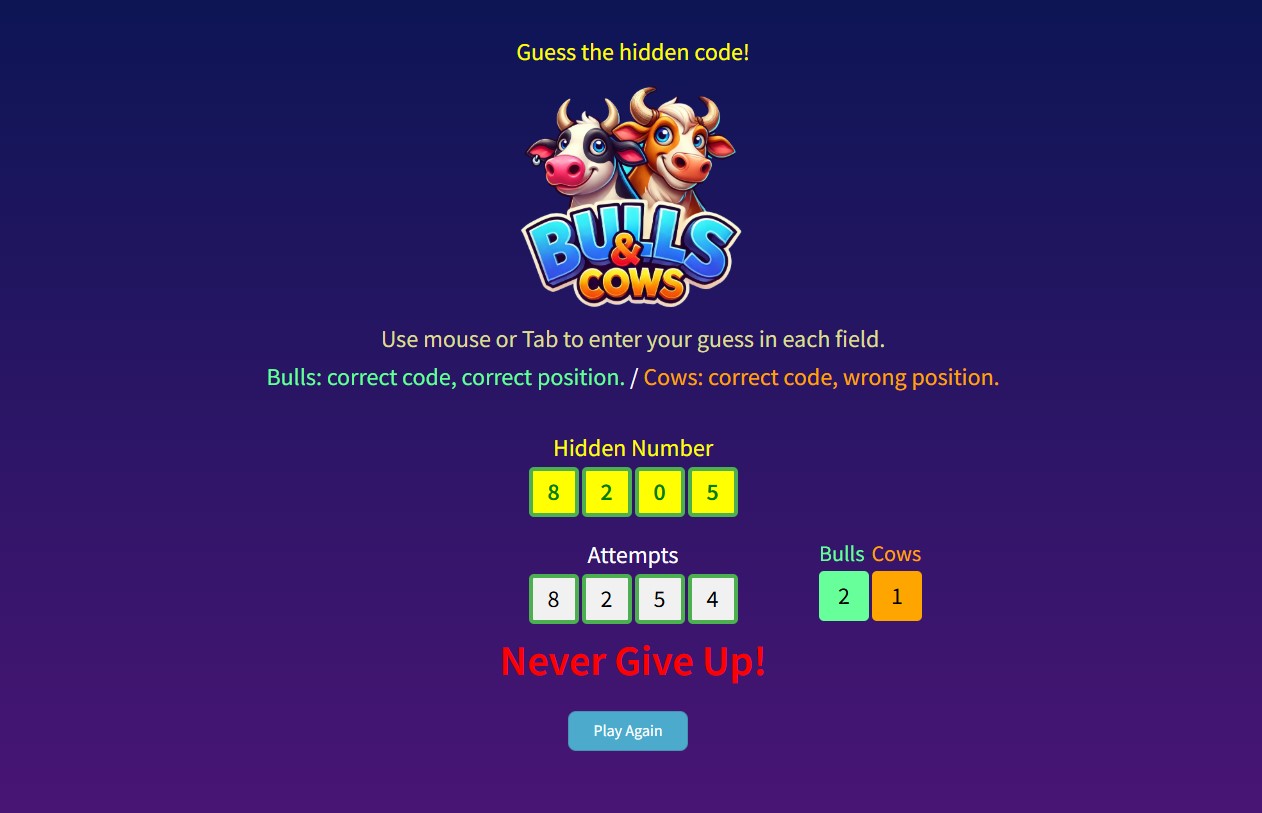 Guess the hidden code!
BULLS
&
COWS
Use mouse or Tab to enter your guess in each field.
Bulls: correct code, correct position. / Cows: correct code, wrong position.
Hidden Number
8 2 0 5
Attempts
Bulls Cows
8 2 5 4
2 1
Never Give Up!
Play Again